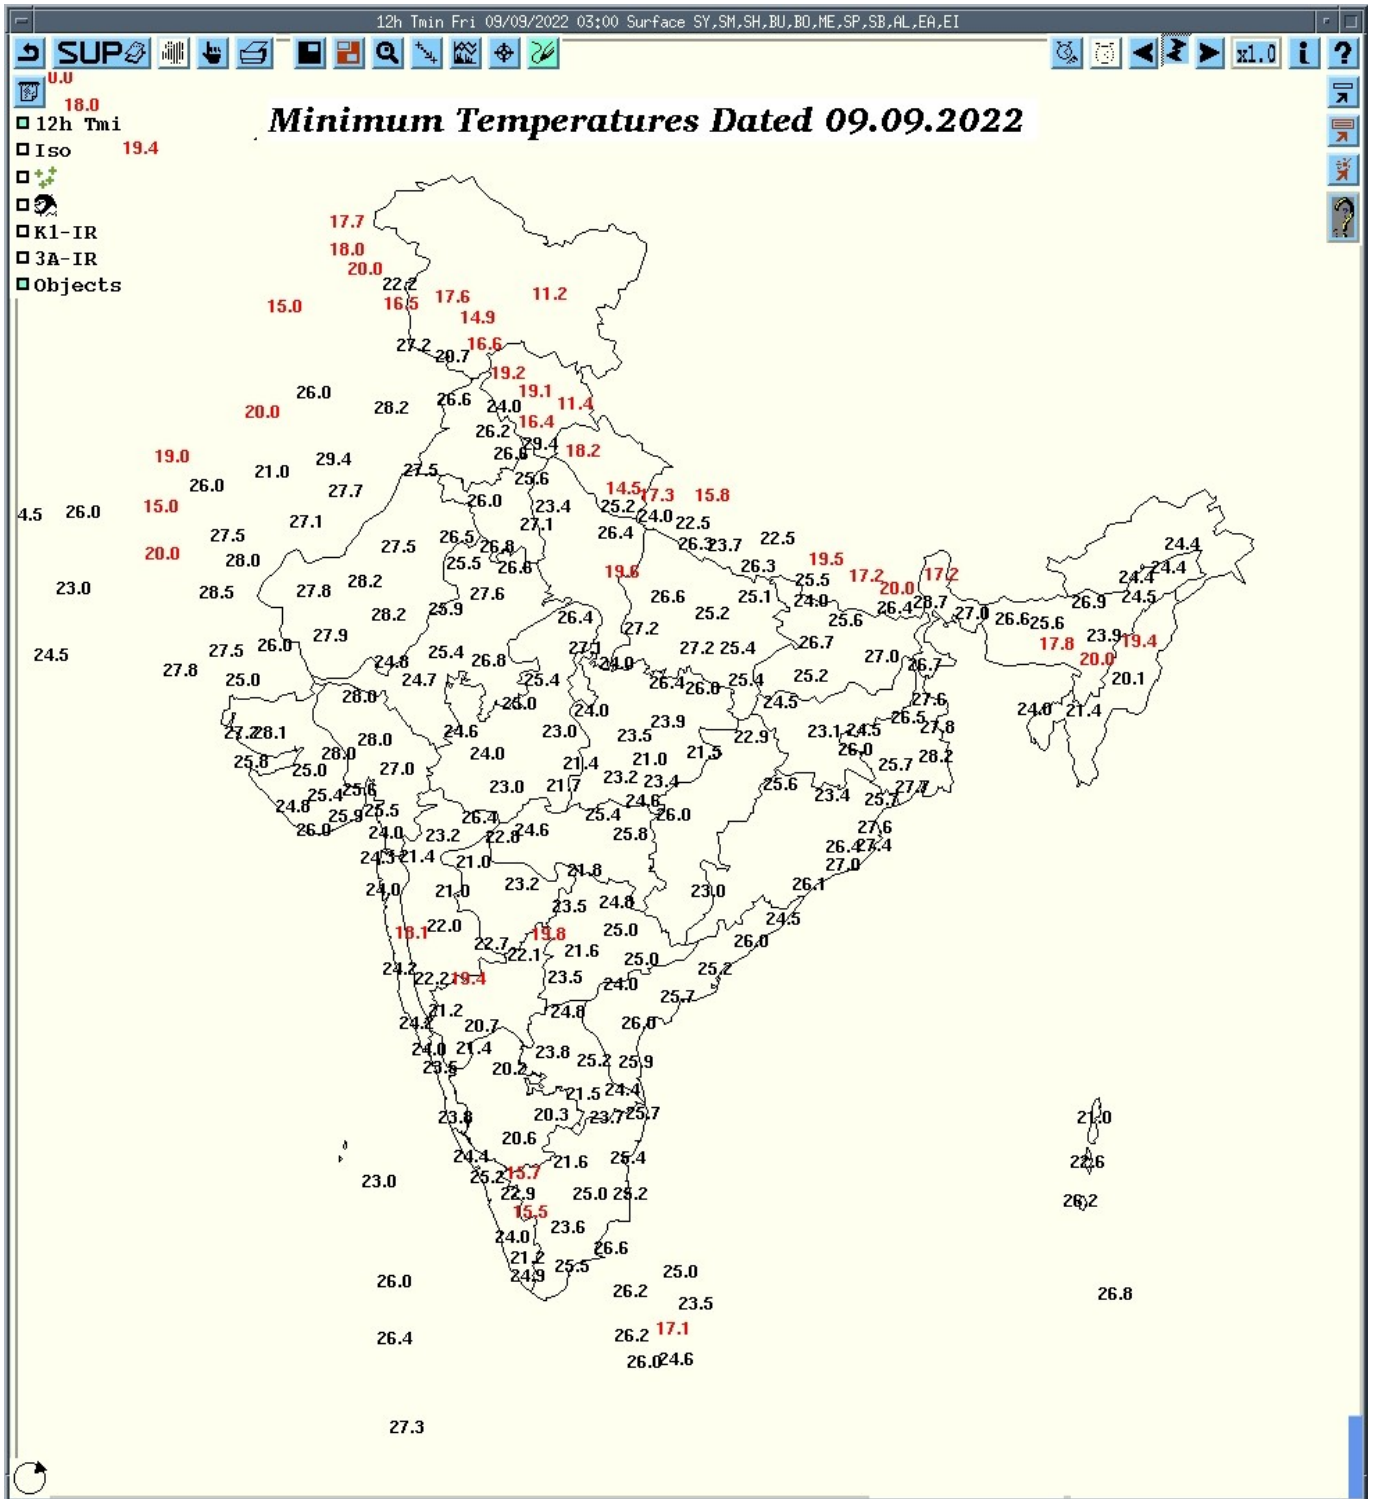 12h Tmin Fri 09/09/2022 03:00 Surface SY,SM,SH,BU,BO,ME,SP,SB,AL,EA,EI
SUP x1.0 i ?
0.0
18.0
Minimum Temperatures Dated 09.09.2022
12h Tmi
Iso 19.4
K1-IR
3A-IR
Objects
17.7
18.0
20.0
22.2
15.0 16.5 17.6 11.2
14.9
27.2 20.7 16.6
19.2
26.0 19.1
20.0 28.2 26.6 24.0 11.4
16.4
26.2
29.4
19.0 29.4 26.6 18.2
21.0 27.5
26.0 27.7 25.6 14.5 17.3 15.8
4.5 26.0 15.0 26.0 23.4 25.2
27.1 27.1 24.0 22.5
27.5 26.5 26.4
20.0 28.0 27.5 26.8 26.3 23.7 22.5
25.5 26.8 24.4
19.6 26.3 19.5 24.4
23.0 28.5 27.8 28.2 25.5 17.2 20.0 17.2 24.4
27.6 26.6 25.1 24.0 24.5
28.2 25.9 25.2 26.4 28.7 26.9
26.4 25.6 27.0 26.6 25.6
27.9 27.2 23.9
24.5 27.5 26.0 25.4 27.1 27.2 25.4 26.7 17.8 19.4
27.8 24.8 26.8 24.0 27.0 26.7 20.0
25.0 24.7 25.4 26.4 26.0 25.4 25.2 20.1
28.0 25.0 24.0 24.5 27.6 24.0 21.4
27.2 28.1 24.6 23.0 23.9 26.5
28.0 23.5 22.9 23.1 24.5 27.8
25.8 28.0 24.0 21.0 21.5 26.0 28.2
25.0 27.0 21.4 25.7
23.0 21.7 23.2 23.4 25.6 27.7
25.4 25.6 24.8 23.4 25.7
24.8 25.9 25.5 26.4 25.4 26.0
26.0 24.0 23.2 22.8 24.6 25.8 27.6
21.4 21.0 26.4 27.4
27.0
24.0 21.0 23.2 21.8 23.0 26.1
23.5 24.8
18.1 22.0 19.8 25.0 24.5
22.7 26.0
22.1 21.6 25.0
24.2 22.2 19.4 23.5 24.0 25.2
25.7
21.2 24.8
24.2 20.7 26.0
24.0 21.4 23.8
20.2 25.2 25.9
21.5 24.4
23.8 20.3 23.7 25.7 21.0
20.6
24.4 21.6 25.4 22.6
23.0 25.2 15.7
22.9 25.0 25.2 26.2
15.5
24.0 23.6
21.2 26.6
26.0 24.9 25.5 25.0
26.2 23.5 26.8
26.4 26.2 17.1
26.0 24.6
27.3